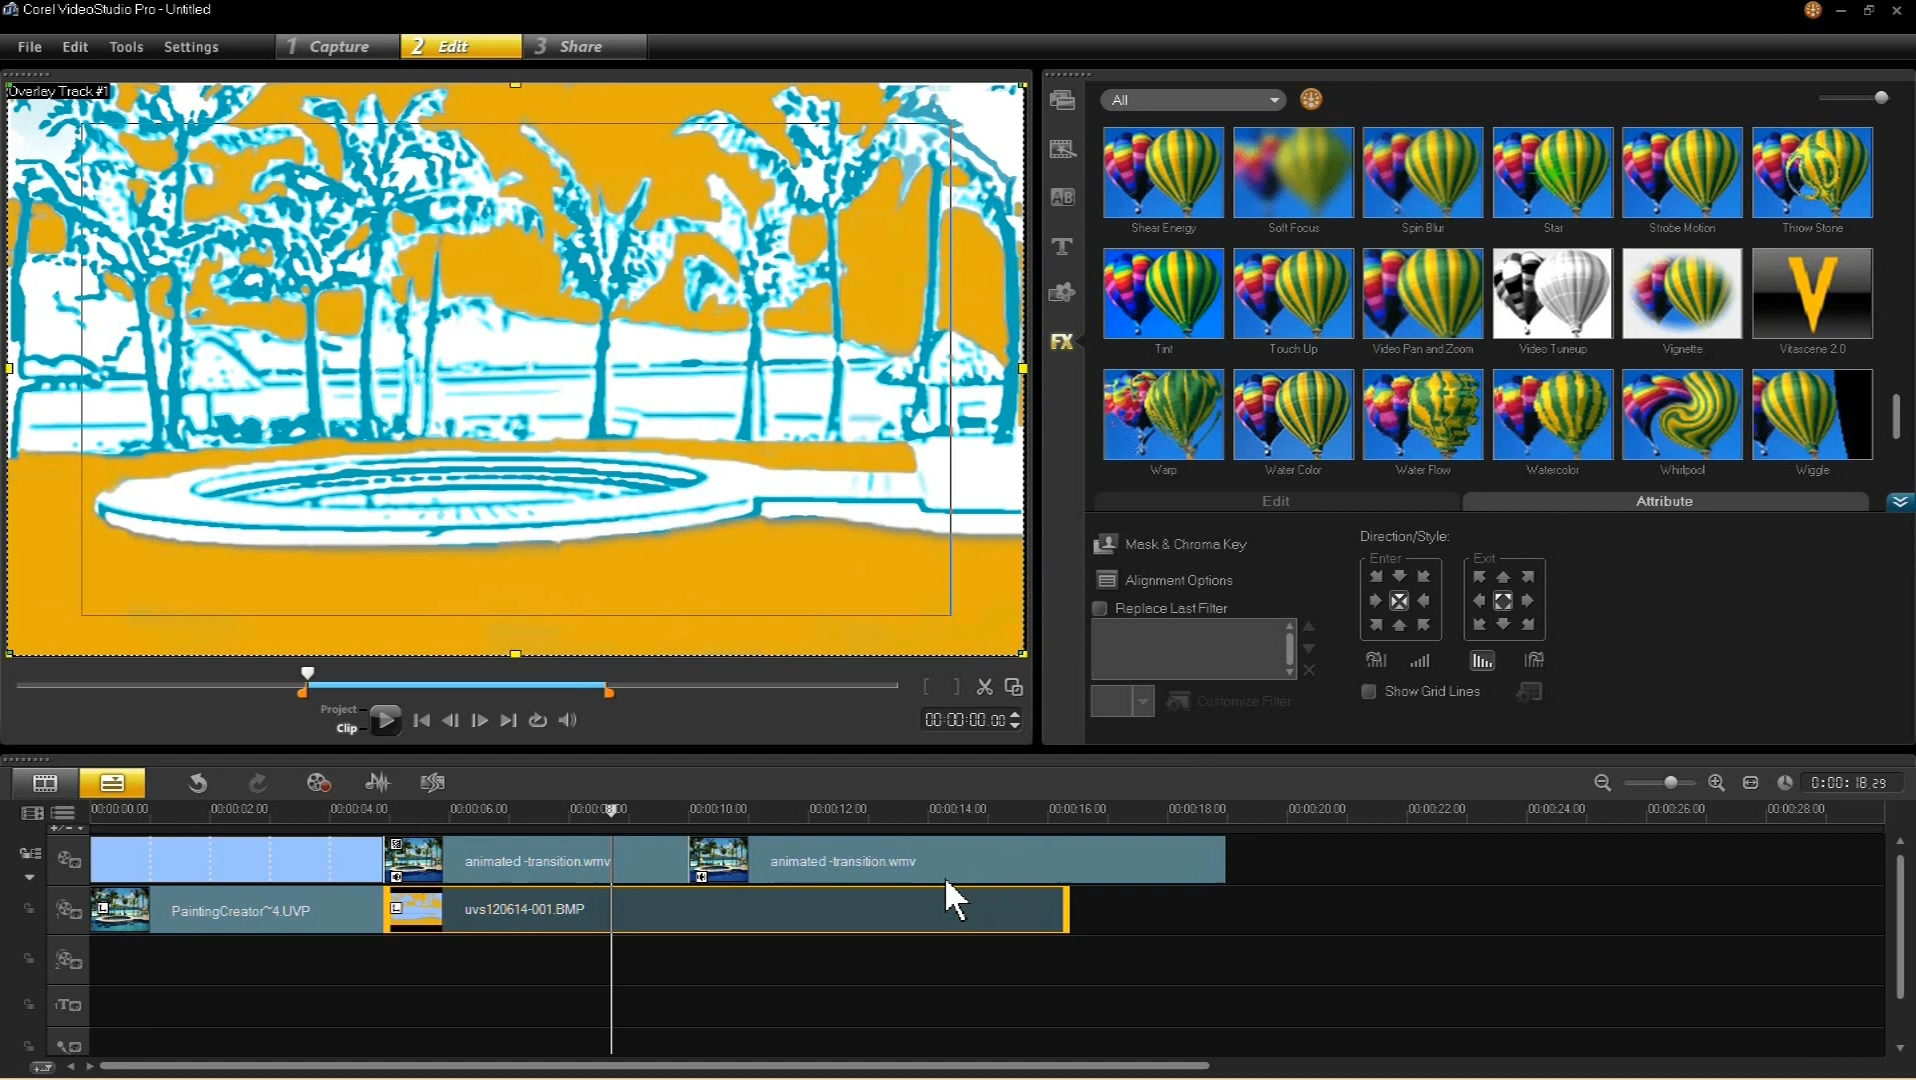 Corel VideoStudio Pro - Untitled
File Edit Tools Settings 1 Capture 2 Edit 3 Share
Overlay Track #1
All
Shear Energy Soft Focus Spin Blur Star Strobe Motion Throw Stone
Tint Touch Up Video Pan and Zoom Video Tuneup Vignette Vitascene 2.0
Warp Water Color Water Flow Watercolor Whirlpool Wiggle
Edit Attribute
Mask & Chroma Key
Alignment Options
Replace Last Filter
Customize Filter
Direction/Style:
Enter Exit
Show Grid Lines
Project
Clip
00:00:00.00
0:00:18.29
00:00:00.00 00:00:02.00 00:00:04.00 00:00:06.00 00:00:10.00 00:00:12.00 00:00:14.00 00:00:16.00 00:00:18.00 00:00:20.00 00:00:22.00 00:00:24.00 00:00:26.00 00:00:28.00
animated -transition.wmv animated -transition.wmv
PaintingCreator~4.UVP uvs120614-001.BMP